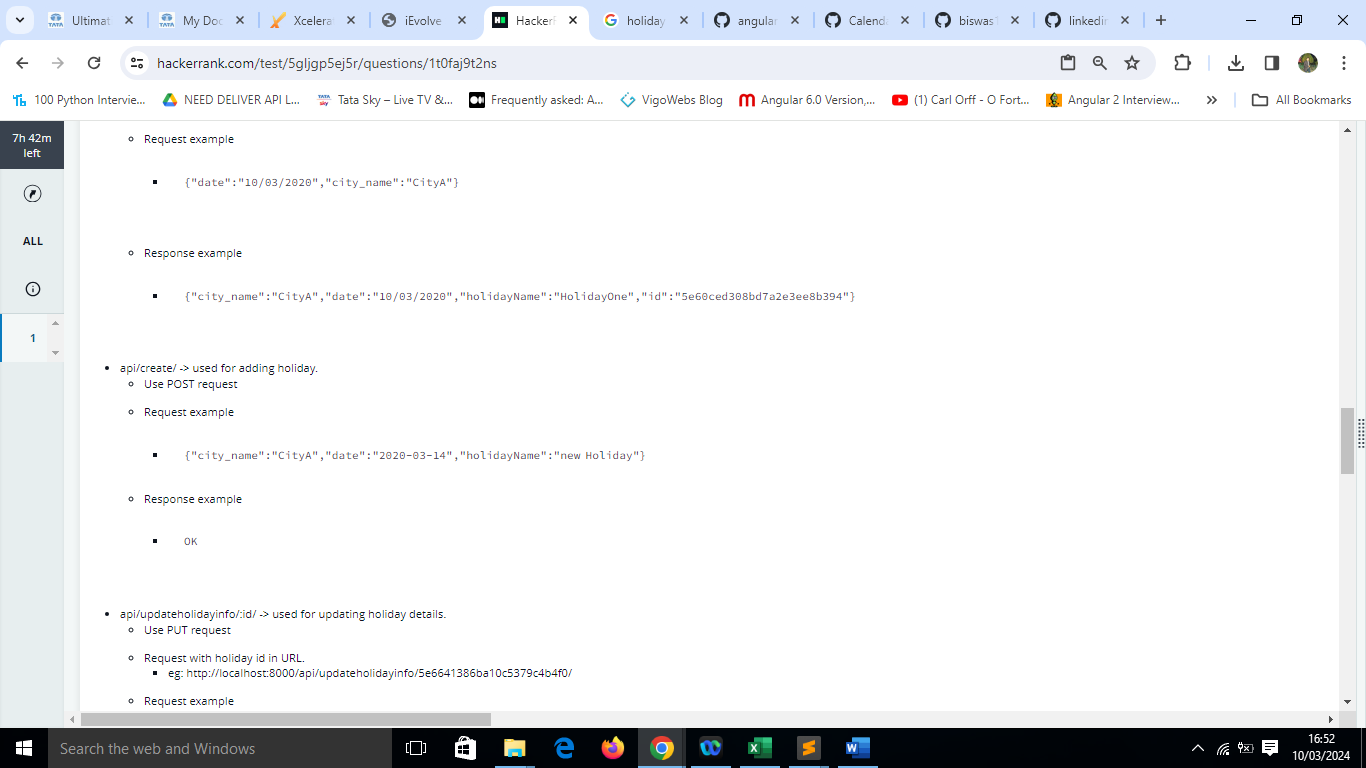 Ultimat
My Doc
Xcelera
iEvolve
HackerF
holiday
angular
Calenda
biswas1
linkedir
hackerrank.com/test/5gljgp5ej5r/questions/1t0faj9t2ns
100 Python Intervie...
NEED DELIVER API L...
Tata Sky – Live TV &...
Frequently asked: A...
VigoWebs Blog
Angular 6.0 Version,...
(1) Carl Orff - O Fort...
Angular 2 Interview...
All Bookmarks
7h 42m
left
ALL
1
Request example
{"date":"10/03/2020","city_name":"CityA"}
Response example
{"city_name":"CityA","date":"10/03/2020","holidayName":"HolidayOne","id":"5e60ced308bd7a2e3ee8b394"}
api/create/ -> used for adding holiday.
Use POST request
Request example
{"city_name":"CityA","date":"2020-03-14","holidayName":"new Holiday"}
Response example
OK
api/updateholidayinfo/:id/ -> used for updating holiday details.
Use PUT request
Request with holiday id in URL.
eg: http://localhost:8000/api/updateholidayinfo/5e6641386ba10c5379c4b4f0/
Request example
Search the web and Windows
16:52
10/03/2024